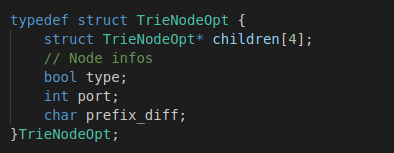 typedef struct TrieNodeOpt {
    struct TrieNodeOpt* children[4];
    // Node infos
    bool type;
    int port;
    char prefix_diff;
}TrieNodeOpt;